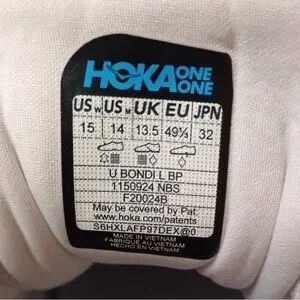 HOKA ONE ONE
US w US M UK EU JPN
15 14 13.5 49⅓ 32
U BONDI L BP
1150924 NBS
F20024B
May be covered by Pat.
www.hoka.com/patents
S6HXLAFP97DEX@0
MADE IN VIETNAM
FABRIQUÉ AU VIETNAM
HECHO EN VIETNAM